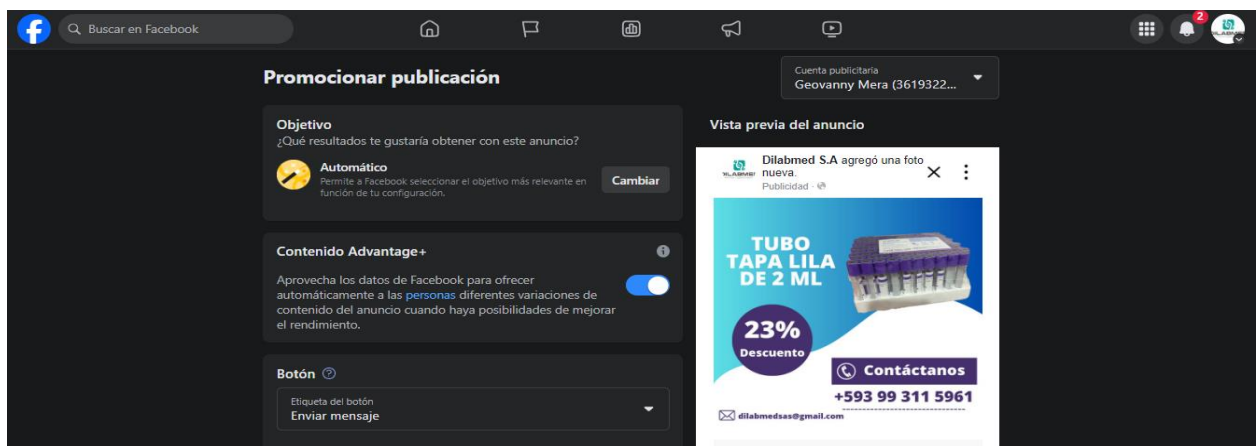 Buscar en Facebook
2
Promocionar publicación
Cuenta publicitaria
Geovanny Mera (3619322...
Objetivo
¿Qué resultados te gustaría obtener con este anuncio?
Automático
Permite a Facebook seleccionar el objetivo más relevante en
función de tu configuración.
Cambiar
Contenido Advantage+
Aprovecha los datos de Facebook para ofrecer
automáticamente a las personas diferentes variaciones de
contenido del anuncio cuando haya posibilidades de mejorar
el rendimiento.
Botón
Etiqueta del botón
Enviar mensaje
Vista previa del anuncio
Dilabmed S.A agregó una foto
nueva.
Publicidad ·
TUBO
TAPA LILA
DE 2 ML
23%
Descuento
Contáctanos
+593 99 311 5961
dilabmedsas@gmail.com